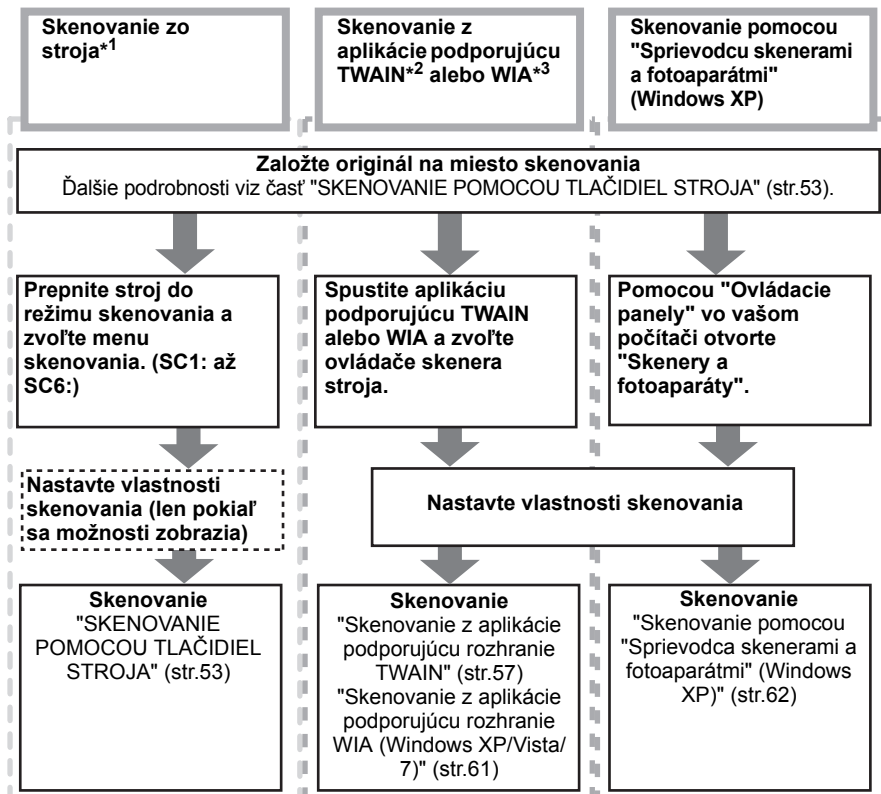 Skenovanie zo
stroja*1
Skenovanie z
aplikácie podporujúcu
TWAIN*2 alebo WIA*3
Skenovanie pomocou
"Sprievodcu skenerami
a fotoaparátmi"
(Windows XP)
Založte originál na miesto skenovania
Ďalšie podrobnosti viz časť "SKENOVANIE POMOCOU TLAČIDIEL STROJA" (str.53).
Prepnite stroj do
režimu skenovania a
zvoľte menu
skenovania. (SC1: až
SC6:)
Spustite aplikáciu
podporujúcu TWAIN
alebo WIA a zvoľte
ovládače skenera
stroja.
Pomocou "Ovládacie
panely" vo vašom
počítači otvorte
"Skenery a
fotoaparáty".
Nastavte vlastnosti
skenovania (len pokiaľ
sa možnosti zobrazia)
Nastavte vlastnosti skenovania
Skenovanie
"SKENOVANIE
POMOCOU TLAČIDIEL
STROJA" (str.53)
Skenovanie
"Skenovanie z aplikácie
podporujúcu rozhranie
TWAIN" (str.57)
"Skenovanie z aplikácie
podporujúcu rozhranie
WIA (Windows XP/Vista/
7)" (str.61)
Skenovanie
"Skenovanie pomocou
"Sprievodca skenerami a
fotoaparátmi" (Windows
XP)" (str.62)